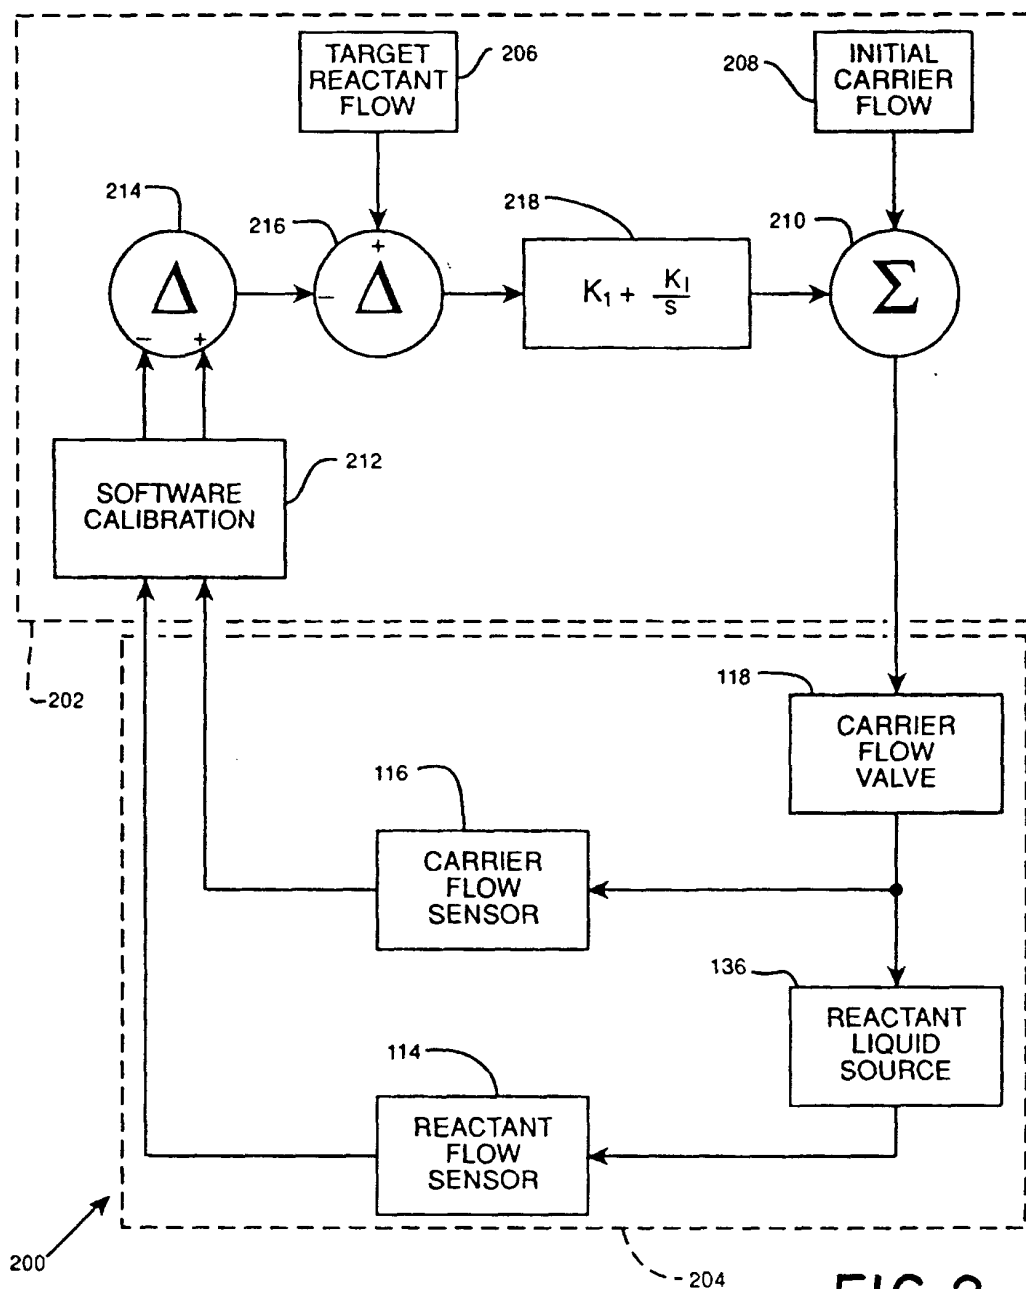 TARGET
REACTANT
FLOW
206
INITIAL
CARRIER
FLOW
208
214
216
218
210
Δ
- +
+
-
Δ
K1 + KI/s
Σ
SOFTWARE
CALIBRATION
212
202
118
CARRIER
FLOW
VALVE
116
CARRIER
FLOW
SENSOR
136
REACTANT
LIQUID
SOURCE
114
REACTANT
FLOW
SENSOR
200
204